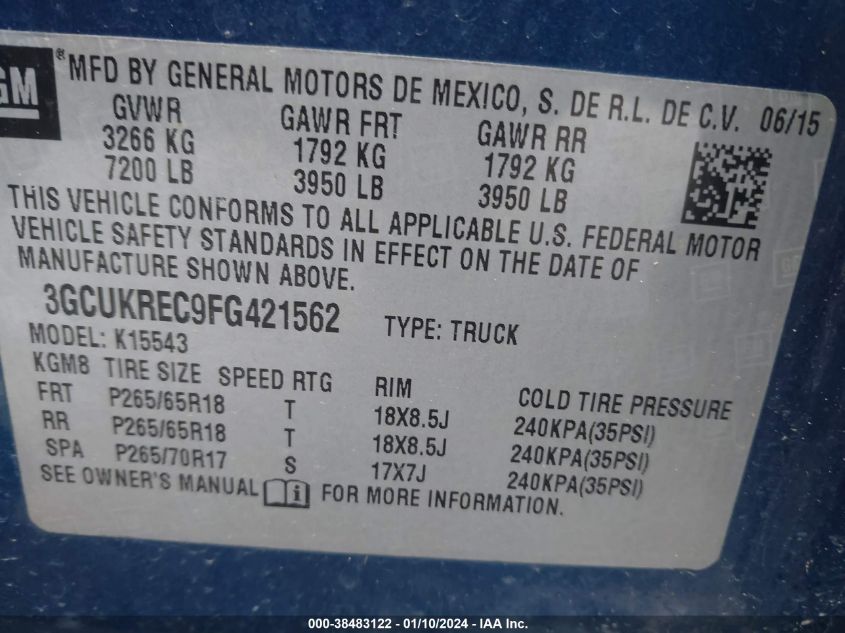 GM
®MFD BY GENERAL MOTORS DE MEXICO, S. DE R.L. DE C.V. 06/15
GVWR GAWR FRT GAWR RR
3266 KG 1792 KG 1792 KG
7200 LB 3950 LB 3950 LB
THIS VEHICLE CONFORMS TO ALL APPLICABLE U.S. FEDERAL MOTOR
VEHICLE SAFETY STANDARDS IN EFFECT ON THE DATE OF
MANUFACTURE SHOWN ABOVE.
3GCUKREC9FG421562 TYPE: TRUCK
MODEL: K15543
KGM8 TIRE SIZE SPEED RTG RIM COLD TIRE PRESSURE
FRT P265/65R18 T 18X8.5J 240KPA(35PSI)
RR P265/65R18 T 18X8.5J 240KPA(35PSI)
SPA P265/70R17 S 17X7J 240KPA(35PSI)
SEE OWNER'S MANUAL FOR MORE INFORMATION.
000-38483122 - 01/10/2024 - IAA Inc.